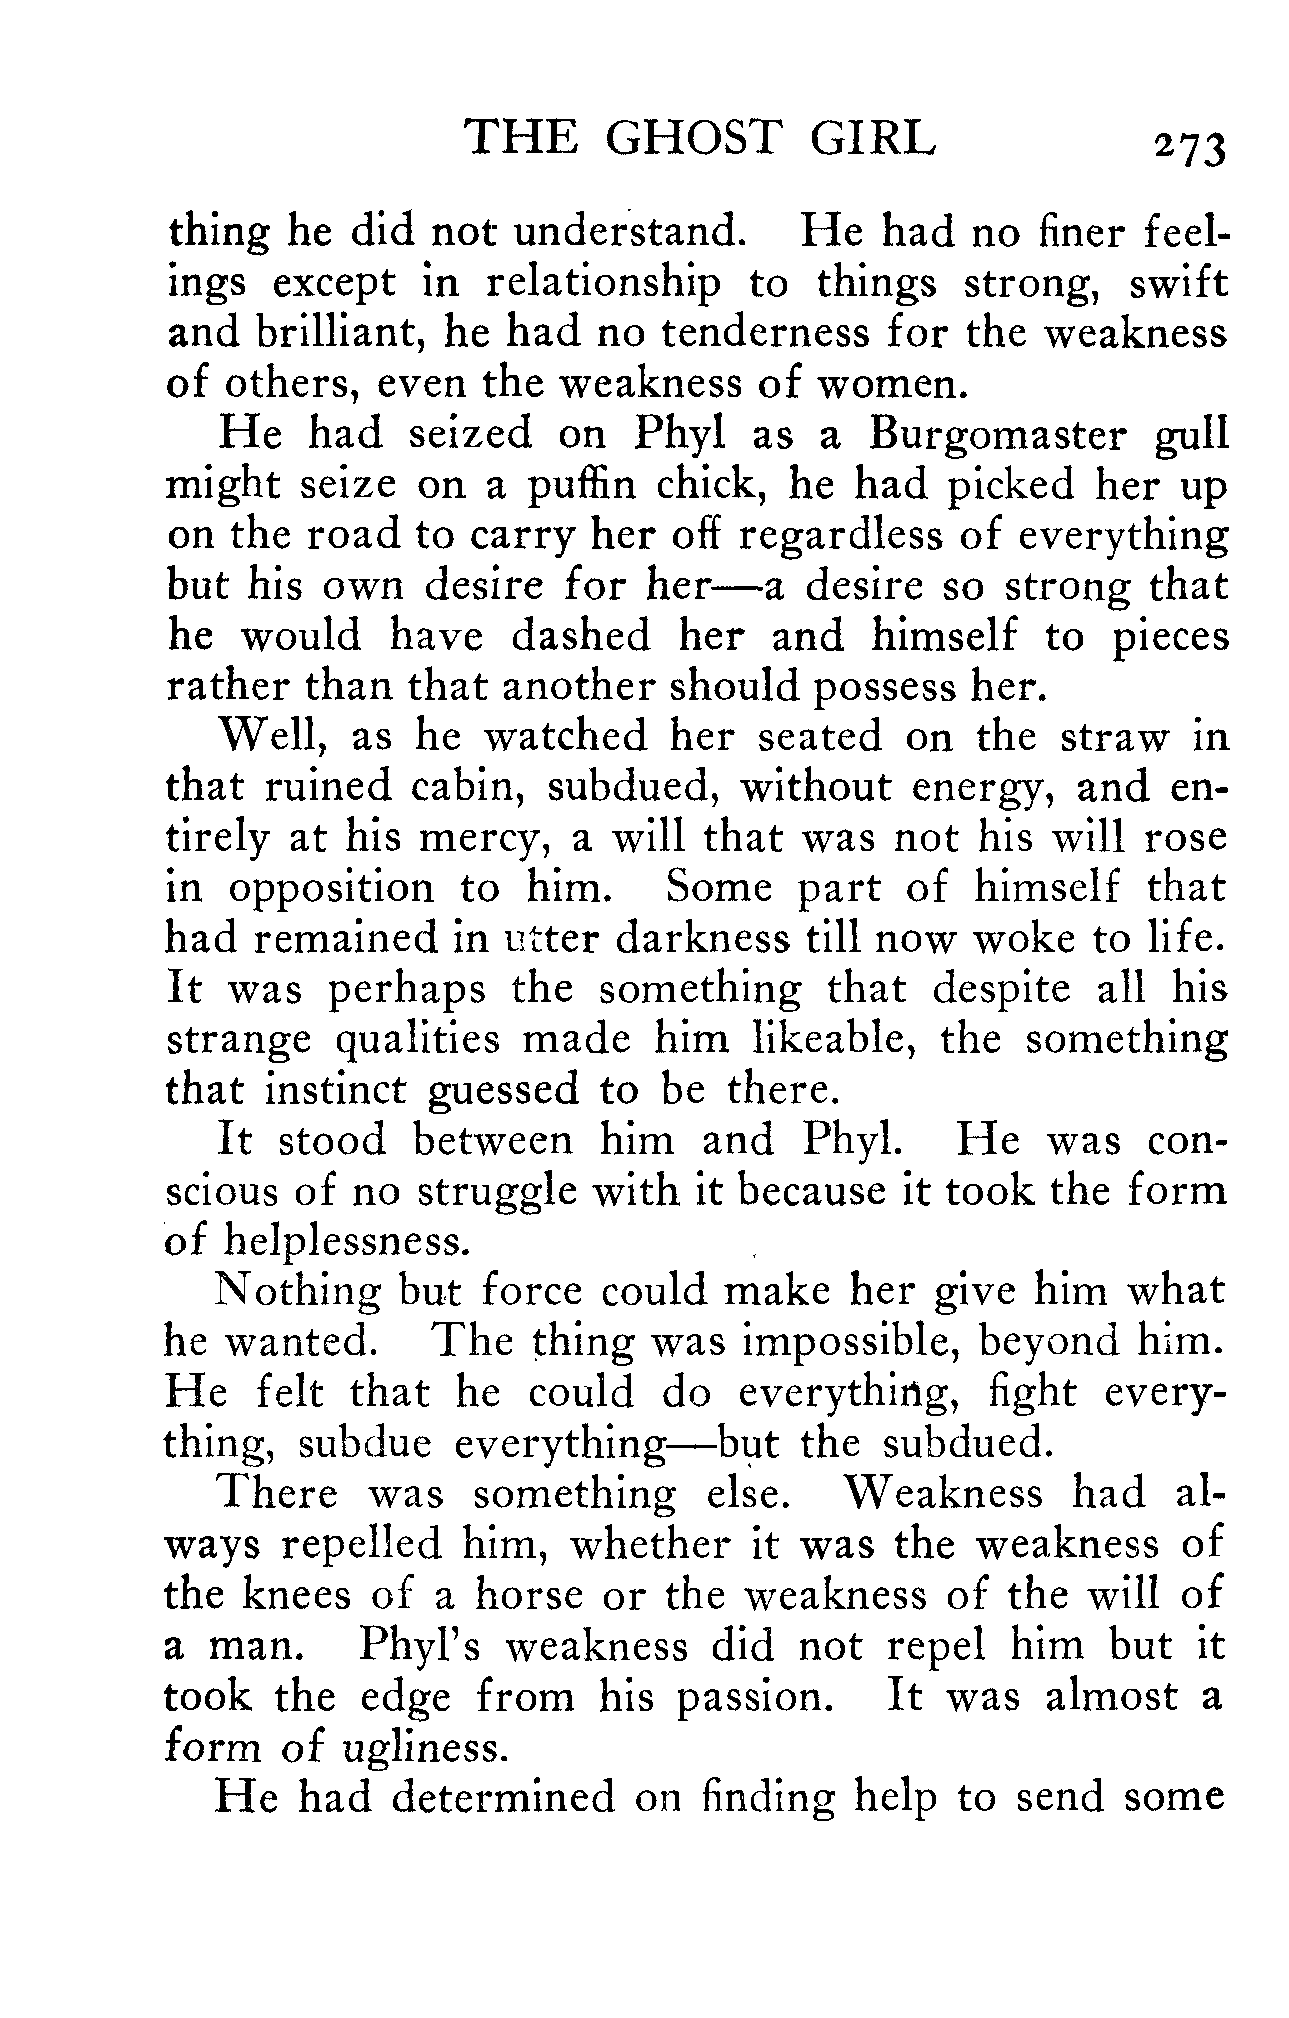 THE GHOST GIRL 273
thing he did not understand. He had no finer feel-
ings except in relationship to things strong, swift
and brilliant, he had no tenderness for the weakness
of others, even the weakness of women.
He had seized on Phyl as a Burgomaster gull
might seize on a puffin chick, he had picked her up
on the road to carry her off regardless of everything
but his own desire for her—a desire so strong that
he would have dashed her and himself to pieces
rather than that another should possess her.
Well, as he watched her seated on the straw in
that ruined cabin, subdued, without energy, and en-
tirely at his mercy, a will that was not his will rose
in opposition to him. Some part of himself that
had remained in utter darkness till now woke to life.
It was perhaps the something that despite all his
strange qualities made him likeable, the something
that instinct guessed to be there.
It stood between him and Phyl. He was con-
scious of no struggle with it because it took the form
of helplessness.
Nothing but force could make her give him what
he wanted. The thing was impossible, beyond him.
He felt that he could do everything, fight every-
thing, subdue everything—but the subdued.
There was something else. Weakness had al-
ways repelled him, whether it was the weakness of
the knees of a horse or the weakness of the will of
a man. Phyl's weakness did not repel him but it
took the edge from his passion. It was almost a
form of ugliness.
He had determined on finding help to send some